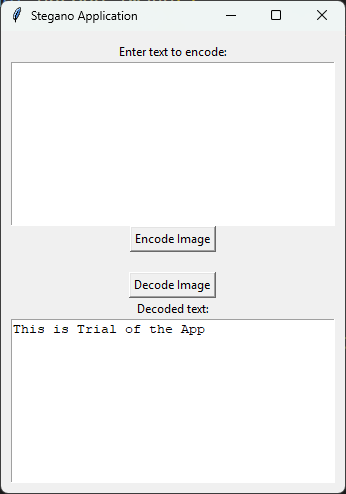 Stegano Application
Enter text to encode:
Encode Image
Decode Image
Decoded text:
This is Trial of the App